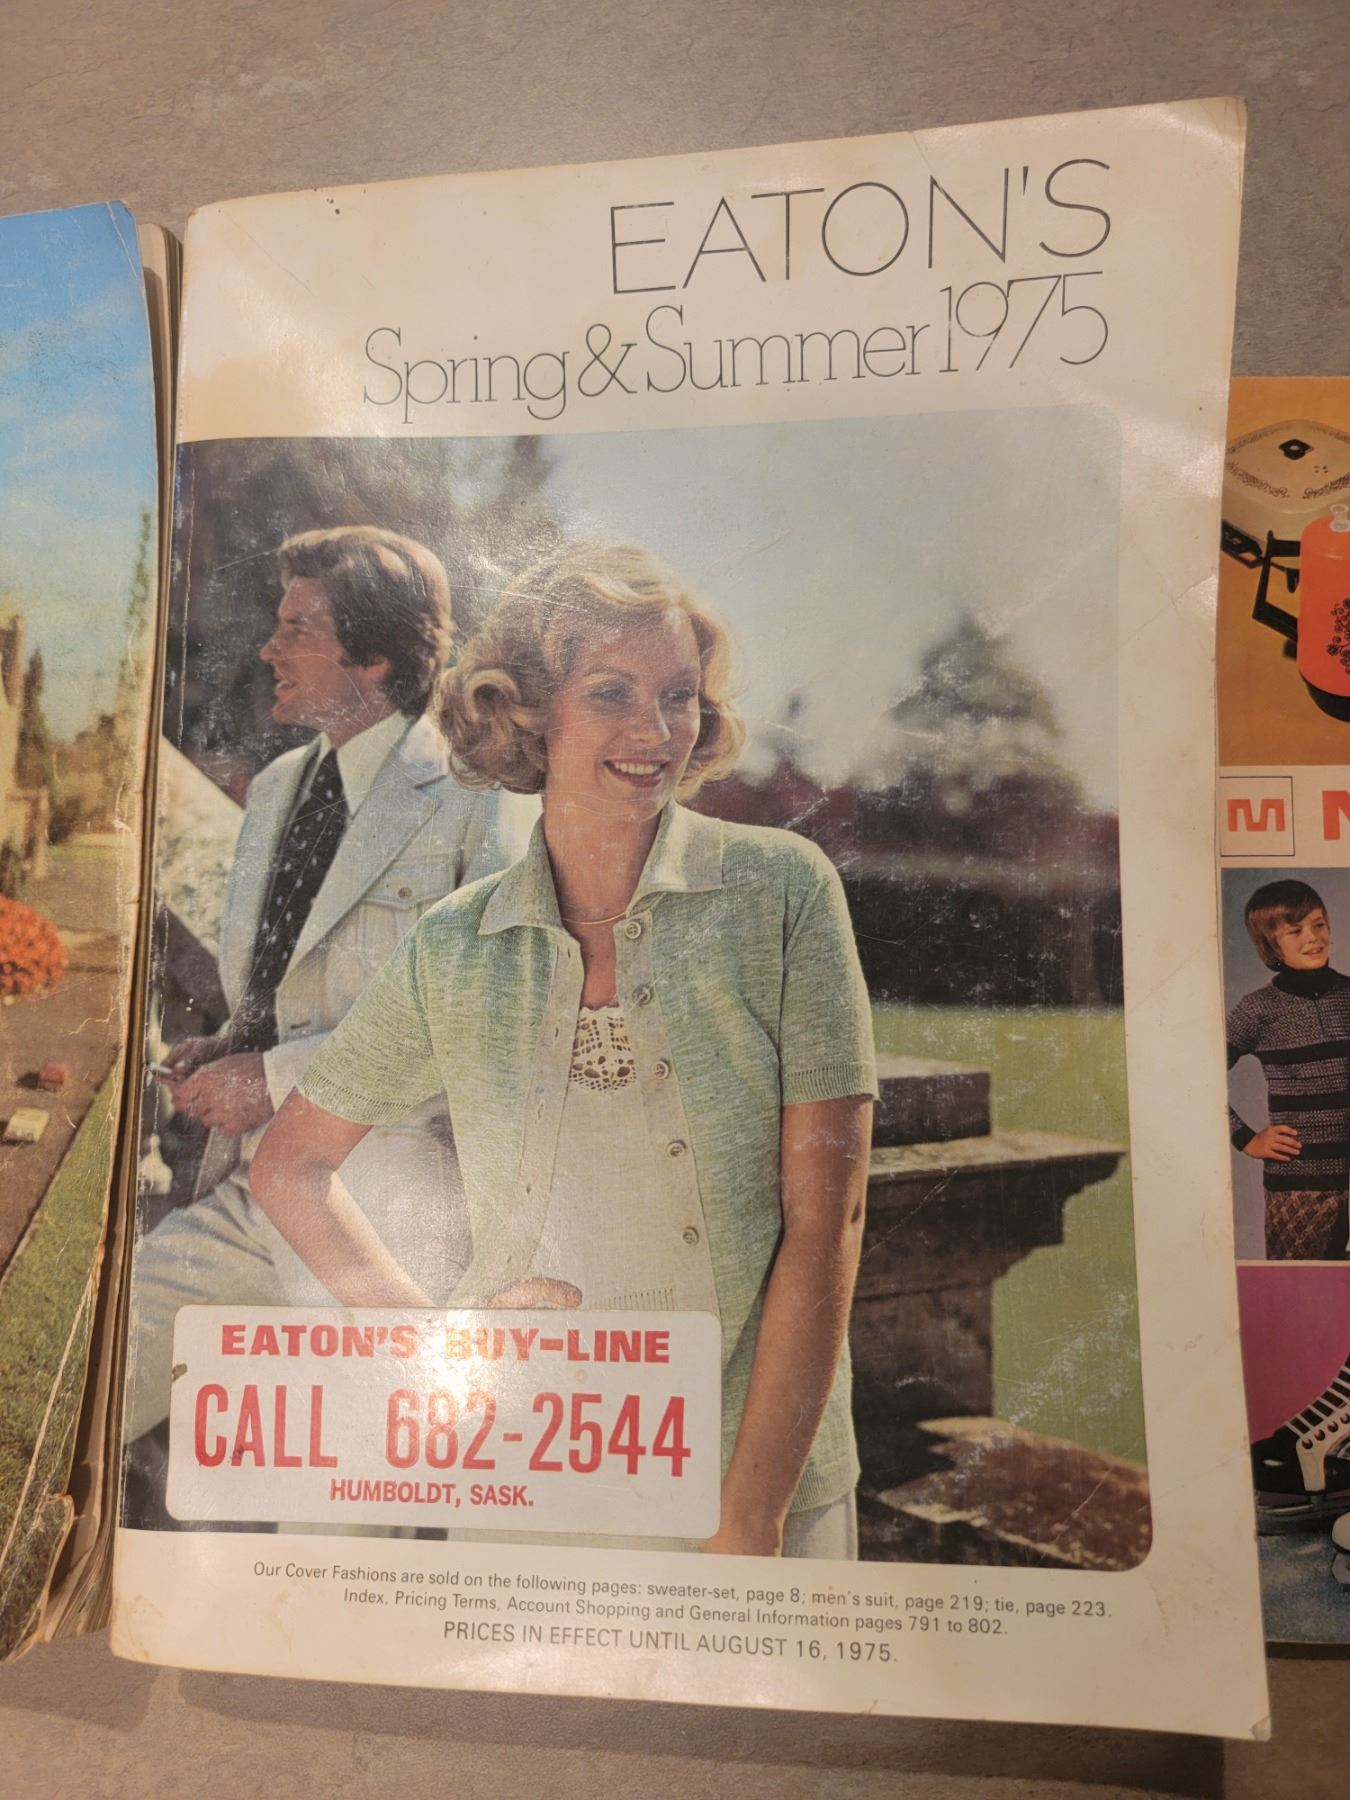 EATON'S
Spring & Summer 1975
EATON'S BUY-LINE
CALL 682-2544
HUMBOLDT, SASK.
Our Cover Fashions are sold on the following pages: sweater-set, page 8; men's suit, page 219; tie, page 223.
Index, Pricing Terms, Account Shopping and General Information pages 791 to 802.
PRICES IN EFFECT UNTIL AUGUST 16, 1975.
M